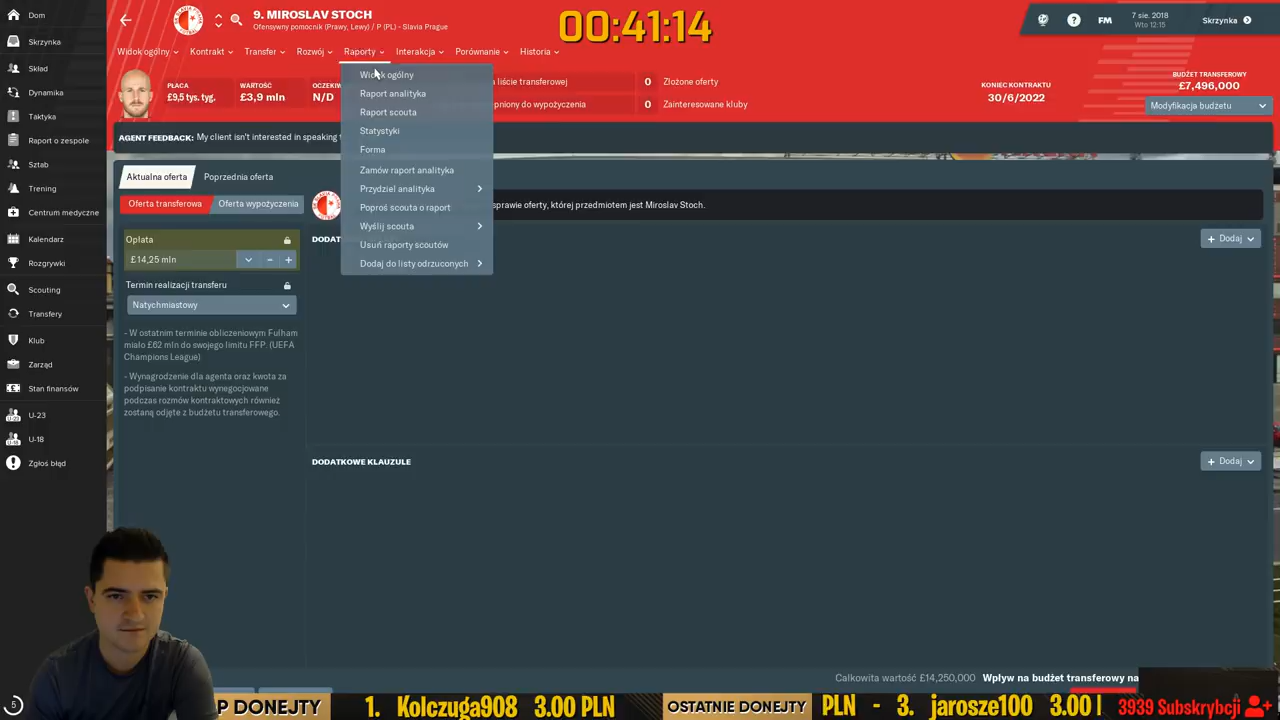 9. MIROSLAV STOCH
Ofensywny pomocnik (Prawy, Lewy) / P (PL) - Slavia Prague
00:41:14
FM
7 sie. 2018
Wto 12:15
Skrzynka
Widok ogólny
Kontrakt
Transfer
Rozwój
Raporty
Interakcja
Porównanie
Historia
PŁACA
£9,5 tys. tyg.
WARTOŚĆ
£3,9 mln
N/D
a liście transferowej
0 Złożone oferty
pniony do wypożyczenia
0 Zainteresowane kluby
KONIEC KONTRAKTU
30/6/2022
BUDŻET TRANSFEROWY
£7,496,000
Modyfikacja budżetu
AGENT FEEDBACK: My client isn't interested in speaking
Dom
Skrzynka
Skład
Dynamika
Taktyka
Raport o zespole
Sztab
Trening
Centrum medyczne
Kalendarz
Rozgrywki
Scouting
Transfery
Klub
Zarząd
Stan finansów
U-23
U-18
Zgłoś błąd
5
Widok ogólny
Raport analityka
Raport scouta
Statystyki
Forma
Zamów raport analityka
Przydziel analityka
Poproś scouta o raport
Wyślij scouta
Usuń raporty scoutów
Dodaj do listy odrzuconych
Aktualna oferta
Poprzednia oferta
Oferta transferowa
Oferta wypożyczenia
sprawie oferty, której przedmiotem jest Miroslav Stoch.
Opłata
£14,25 mln
Termin realizacji transferu
Natychmiastowy
- W ostatnim terminie obliczeniowym Fulham
miało £62 mln do swojego limitu FFP. (UEFA
Champions League)
- Wynagrodzenie dla agenta oraz kwota za
podpisanie kontraktu wynegocjowane
podczas rozmów kontraktowych również
zostaną odjęte z budżetu transferowego.
+ Dodaj
DODATKOWE KLAUZULE
+ Dodaj
Całkowita wartość £14,250,000
Wpływ na budżet transferowy na
P DONEJTY
1. Kolczuga908 3.00 PLN
OSTATNIE DONEJTY
PLN - 3. jarosze100 3.00
3939 Subskrybcji